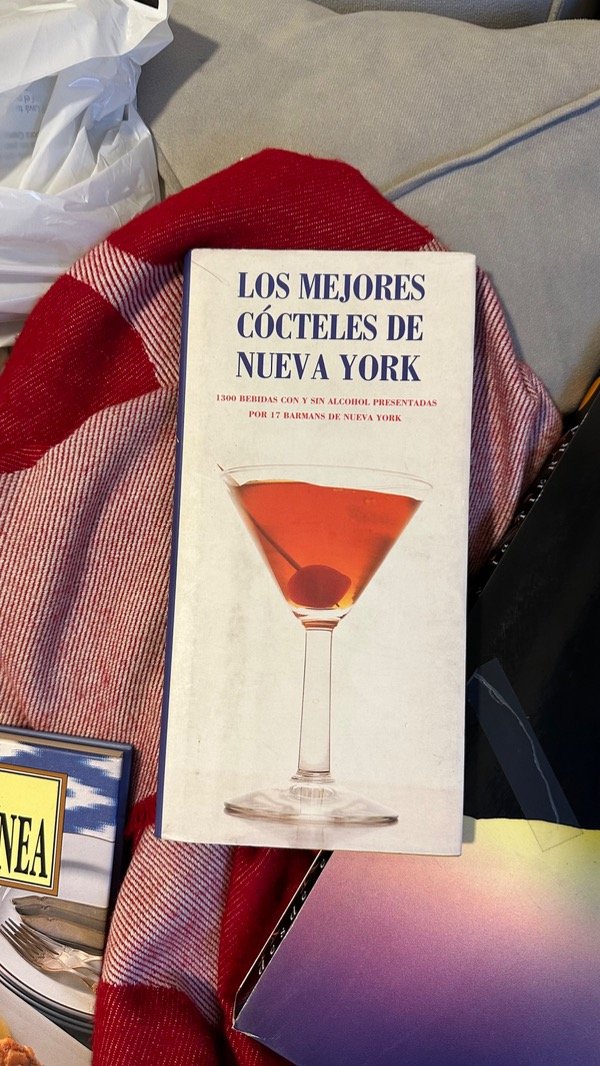 LOS MEJORES
CÓCTELES DE
NUEVA YORK
1300 BEBIDAS CON Y SIN ALCOHOL PRESENTADAS
POR 17 BARMANS DE NUEVA YORK
NEA